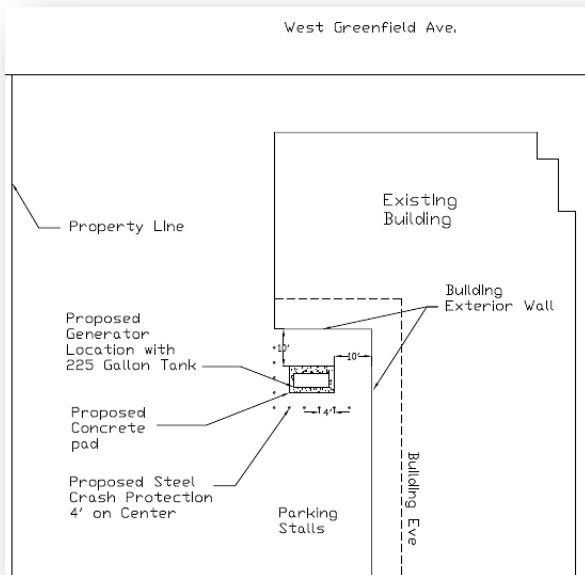 West Greenfield Ave.
Existing
Building
Property Line
Building
Exterior Wall
Proposed
Generator
Location with
225 Gallon Tank
10'
10'
Proposed
Concrete
pad
4'
Proposed Steel
Crash Protection
4' on Center
Parking
Stalls
Building Eve